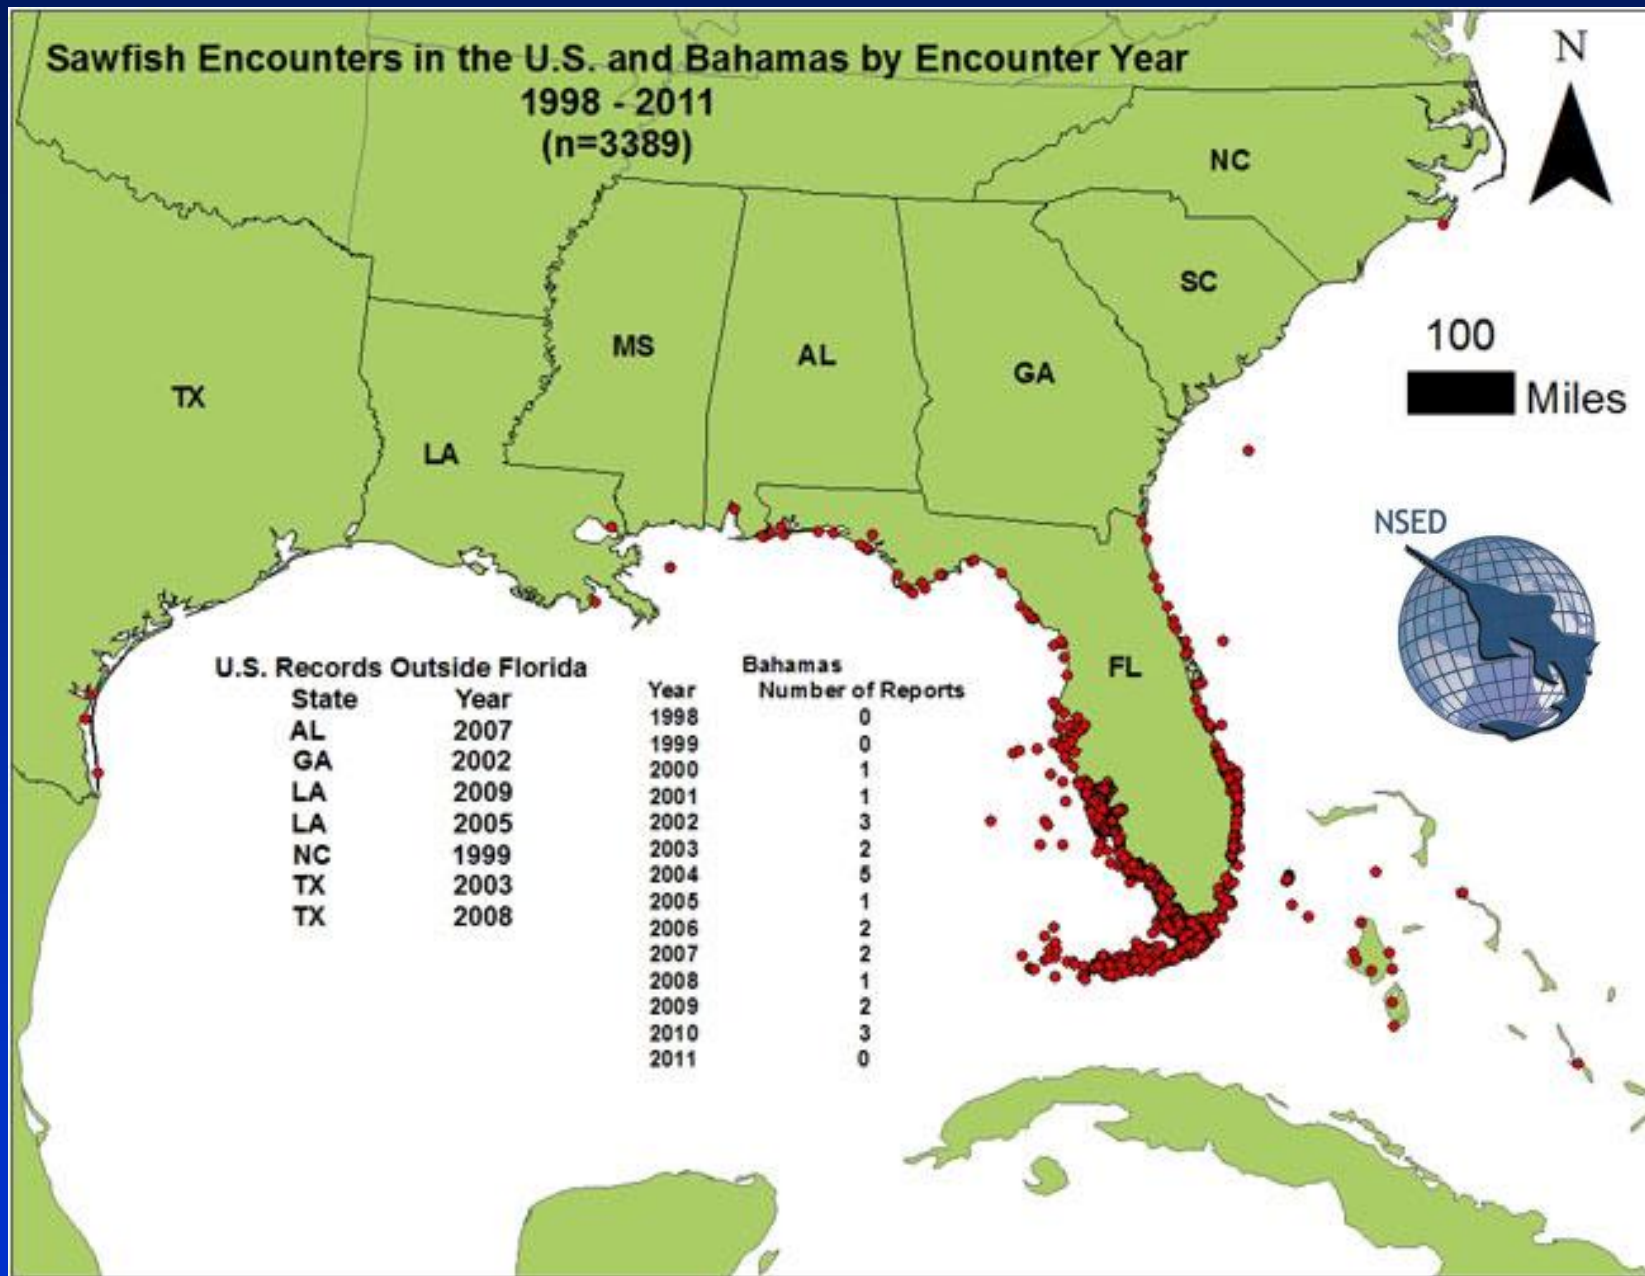 Sawfish Encounters in the U.S. and Bahamas by Encounter Year
1998 - 2011
(n=3389)
N
NC
SC
100
Miles
MS
AL
GA
TX
LA
NSED
FL
U.S. Records Outside Florida
State Year
AL 2007
GA 2002
LA 2009
LA 2005
NC 1999
TX 2003
TX 2008
Bahamas
Year Number of Reports
1998 0
1999 0
2000 1
2001 1
2002 3
2003 2
2004 5
2005 1
2006 2
2007 2
2008 1
2009 2
2010 3
2011 0